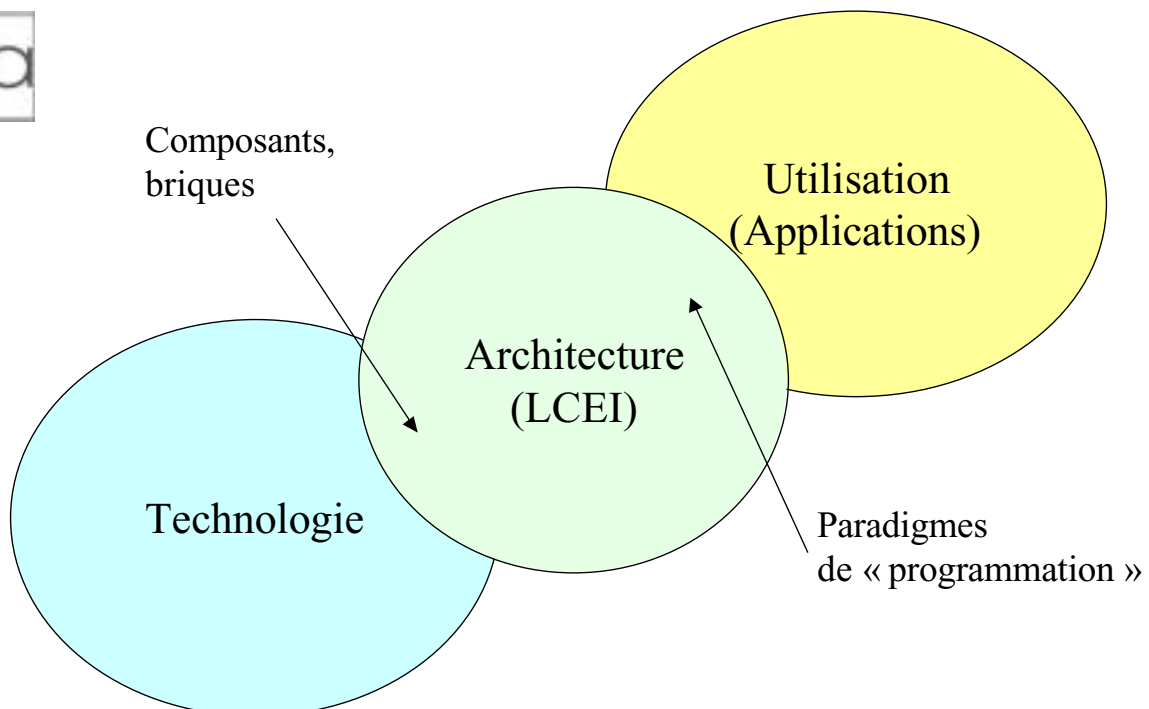 a
Composants,
briques
Utilisation
(Applications)
Architecture
(LCEI)
Technologie
Paradigmes
de « programmation »